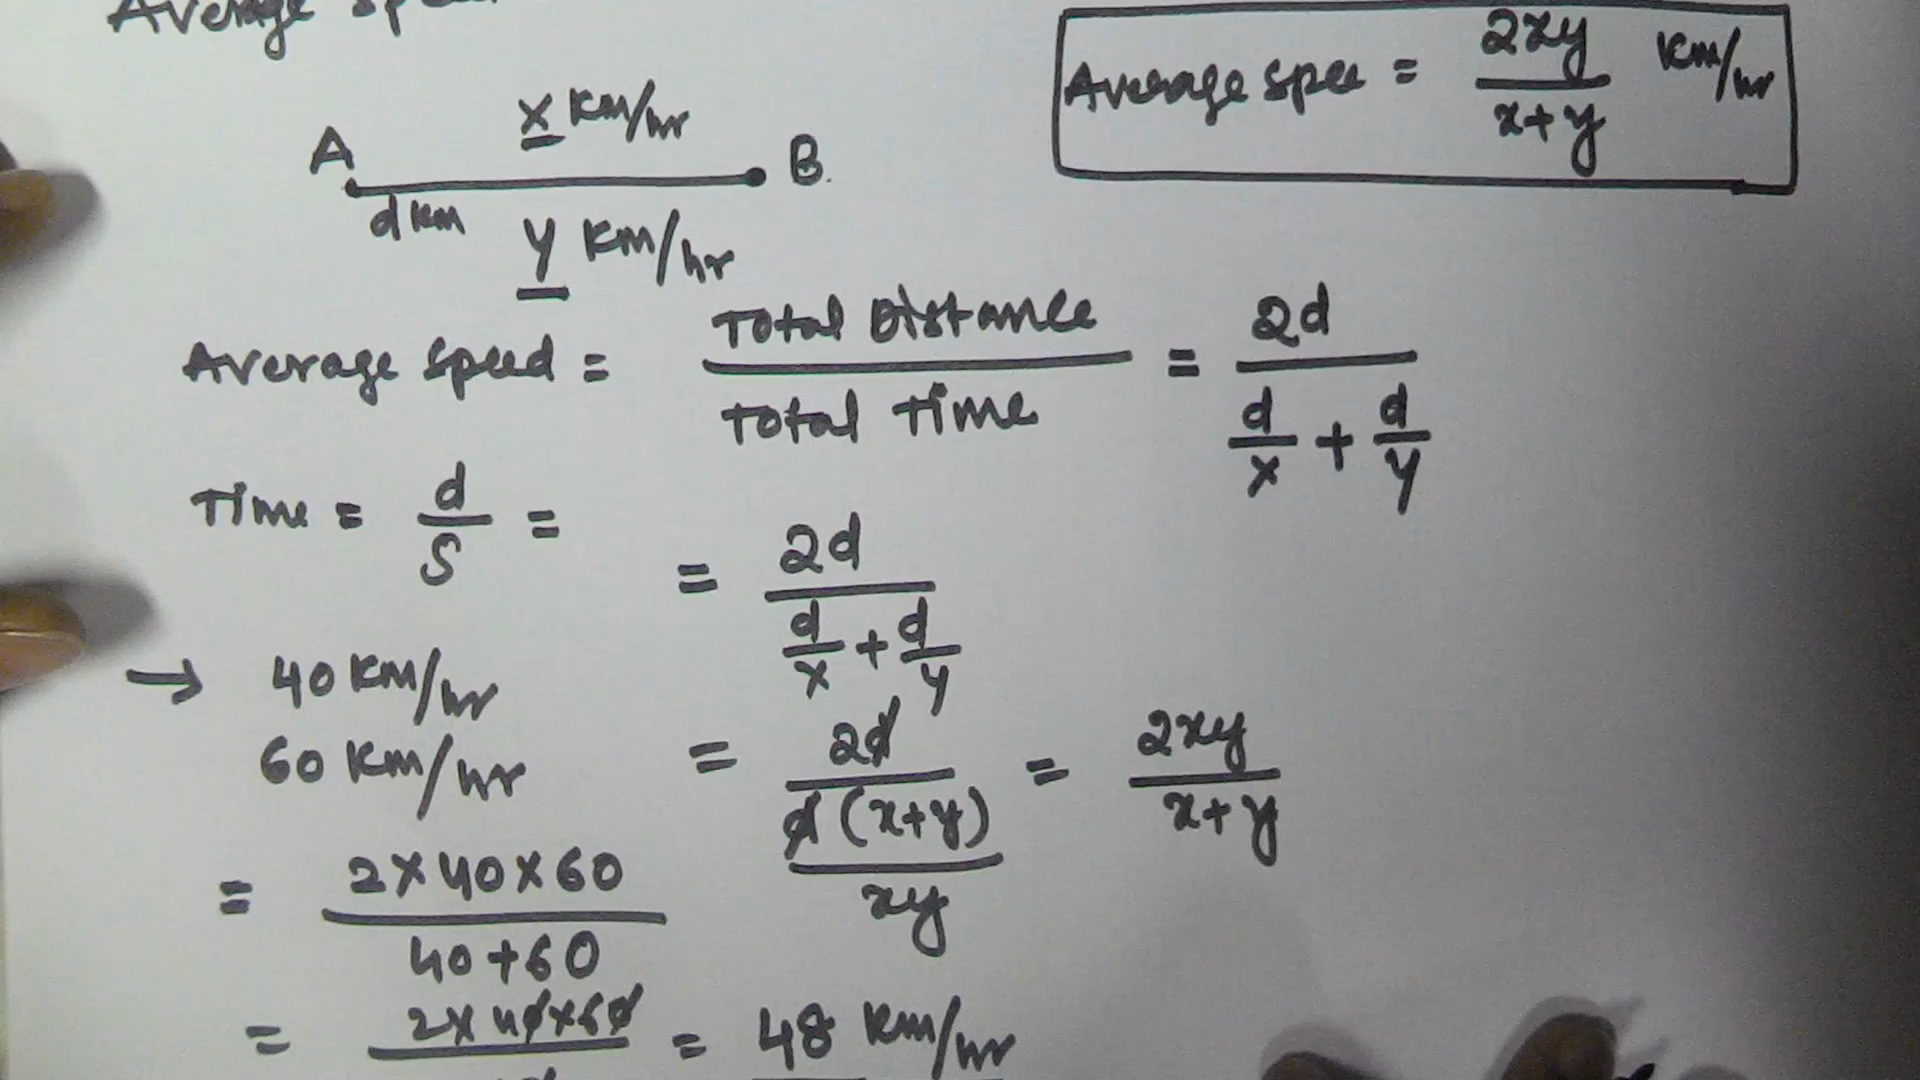 Average
Average spee = 2xy / x+y km/hr
x km/hr
A B.
d km
y km/hr
Average speed = Total Distance / Total Time = 2d / d/x + d/y
Time = d/S =
= 2d / d/x + d/y
→ 40 km/hr
60 km/hr
= 2d / d(x+y) / xy = 2xy / x+y
= 2×40×60 / 40+60
= 2×40×60 = 48 km/hr